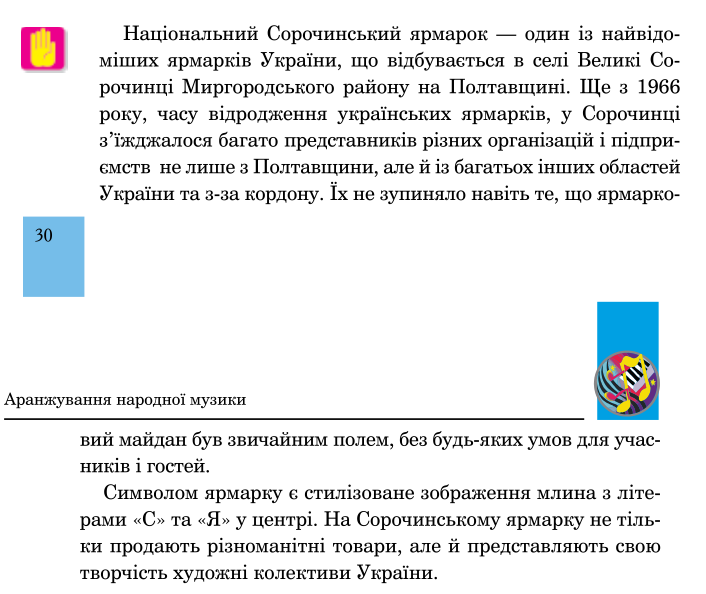 Національний Сорочинський ярмарок — один із найвідо-
міших ярмарків України, що відбувається в селі Великі Со-
рочинці Миргородського району на Полтавщині. Ще з 1966
року, часу відродження українських ярмарків, у Сорочинці
з’їжджалося багато представників різних організацій і підпри-
ємств не лише з Полтавщини, але й із багатьох інших областей
України та з-за кордону. Їх не зупиняло навіть те, що ярмарко-
30
Аранжування народної музики
вий майдан був звичайним полем, без будь-яких умов для учас-
ників і гостей.
Символом ярмарку є стилізоване зображення млина з літе-
рами «С» та «Я» у центрі. На Сорочинському ярмарку не тіль-
ки продають різноманітні товари, але й представляють свою
творчість художні колективи України.